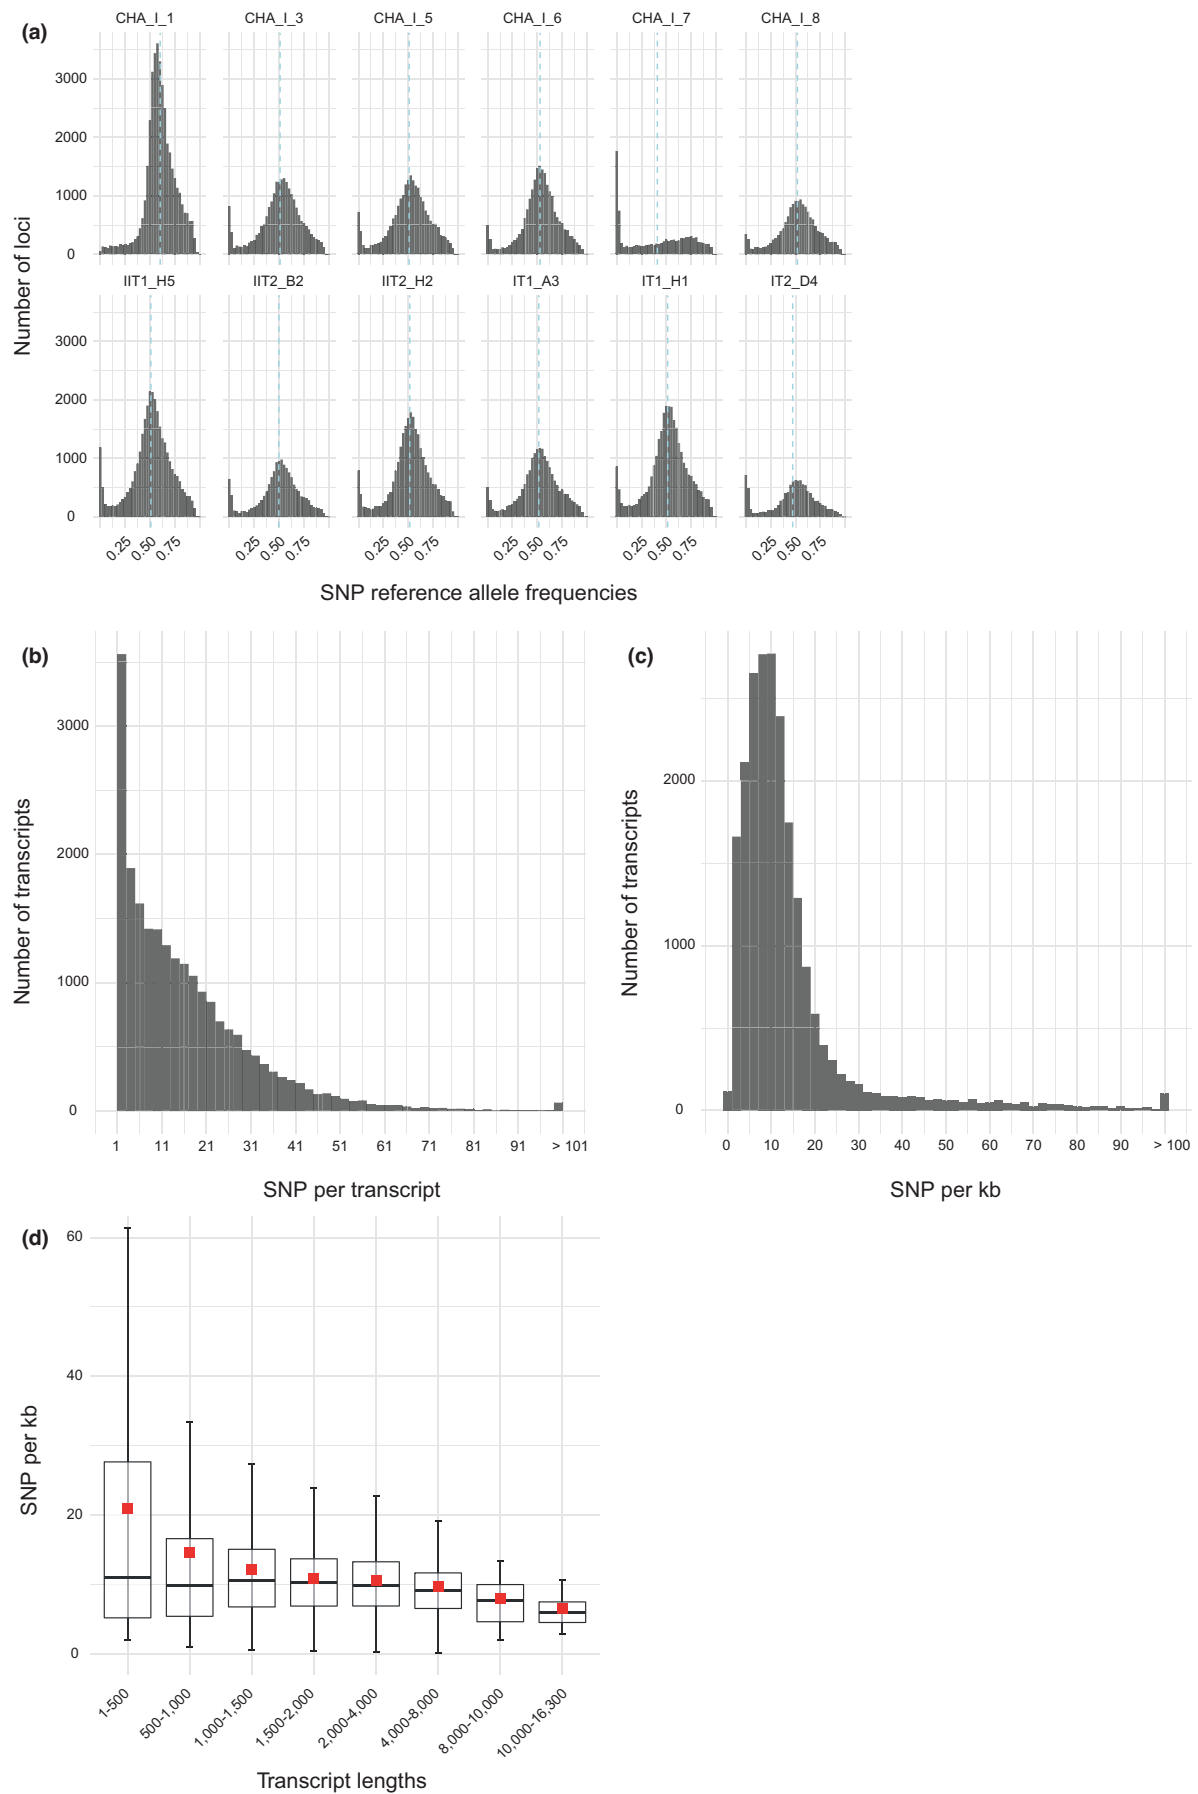 (a)
CHA_I_1 CHA_I_3 CHA_I_5 CHA_I_6 CHA_I_7 CHA_I_8
3000
2000
1000
0
IIT1_H5 IIT2_B2 IIT2_H2 IT1_A3 IT1_H1 IT2_D4
3000
2000
1000
0
Number of loci
0.25 0.50 0.75 0.25 0.50 0.75 0.25 0.50 0.75 0.25 0.50 0.75 0.25 0.50 0.75 0.25 0.50 0.75
SNP reference allele frequencies
(b)
3000
2000
1000
0
Number of transcripts
1 11 21 31 41 51 61 71 81 91 > 101
SNP per transcript
(c)
2000
1000
0
Number of transcripts
0 10 20 30 40 50 60 70 80 90 > 100
SNP per kb
(d)
60
40
20
0
SNP per kb
1-500 500-1,000 1,000-1,500 1,500-2,000 2,000-4,000 4,000-8,000 8,000-10,000 10,000-16,300
Transcript lengths